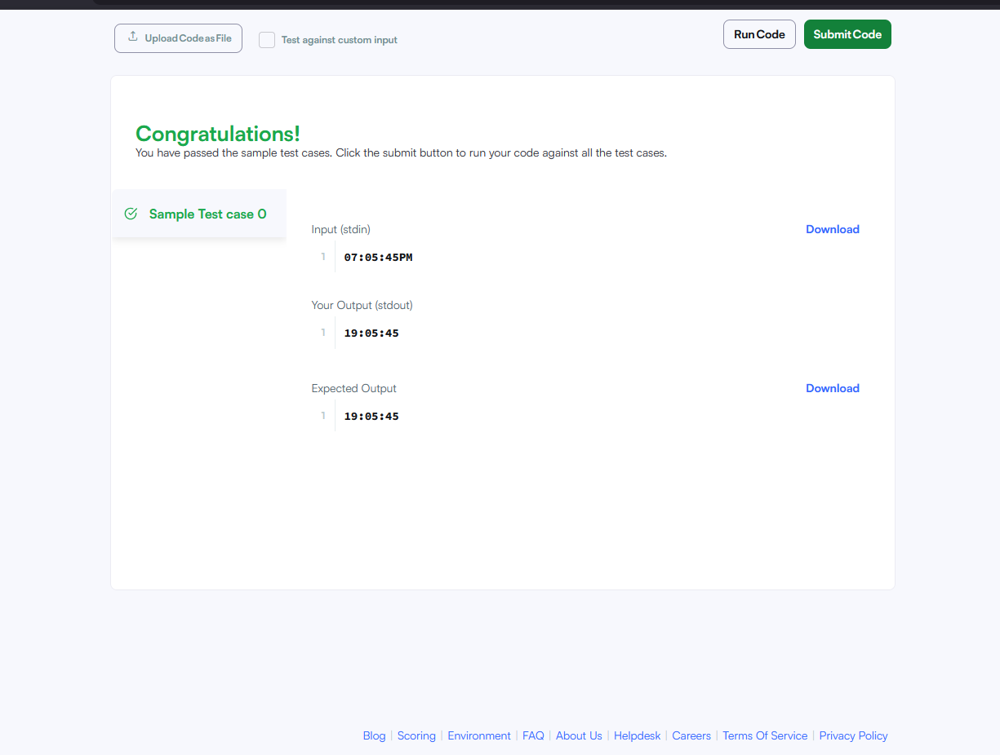 Upload Code as File
Test against custom input
Run Code
Submit Code
Congratulations!
You have passed the sample test cases. Click the submit button to run your code against all the test cases.
Sample Test case 0
Input (stdin)
Download
1
07:05:45PM
Your Output (stdout)
1
19:05:45
Expected Output
Download
1
19:05:45
Blog | Scoring | Environment | FAQ | About Us | Helpdesk | Careers | Terms Of Service | Privacy Policy